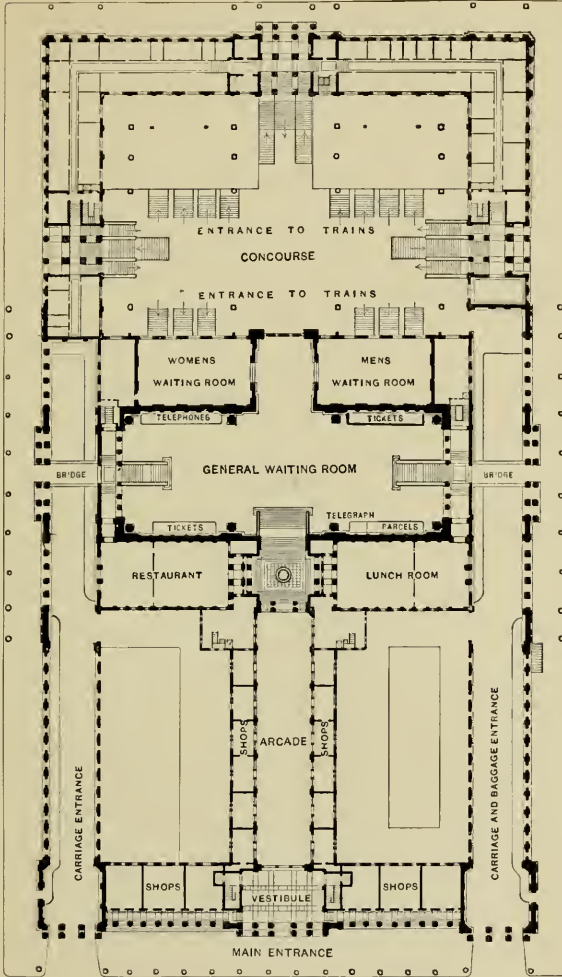 ENTRANCE TO TRAINS
CONCOURSE
ENTRANCE TO TRAINS
WOMENS
WAITING ROOM
MENS
WAITING ROOM
TELEPHONES
TICKETS
BRIDGE
GENERAL WAITING ROOM
BRIDGE
TICKETS
TELEGRAPH
PARCELS
RESTAURANT
LUNCH ROOM
SHOPS
ARCADE
SHOPS
CARRIAGE ENTRANCE
CARRIAGE AND BAGGAGE ENTRANCE
SHOPS
VESTIBULE
SHOPS
MAIN ENTRANCE